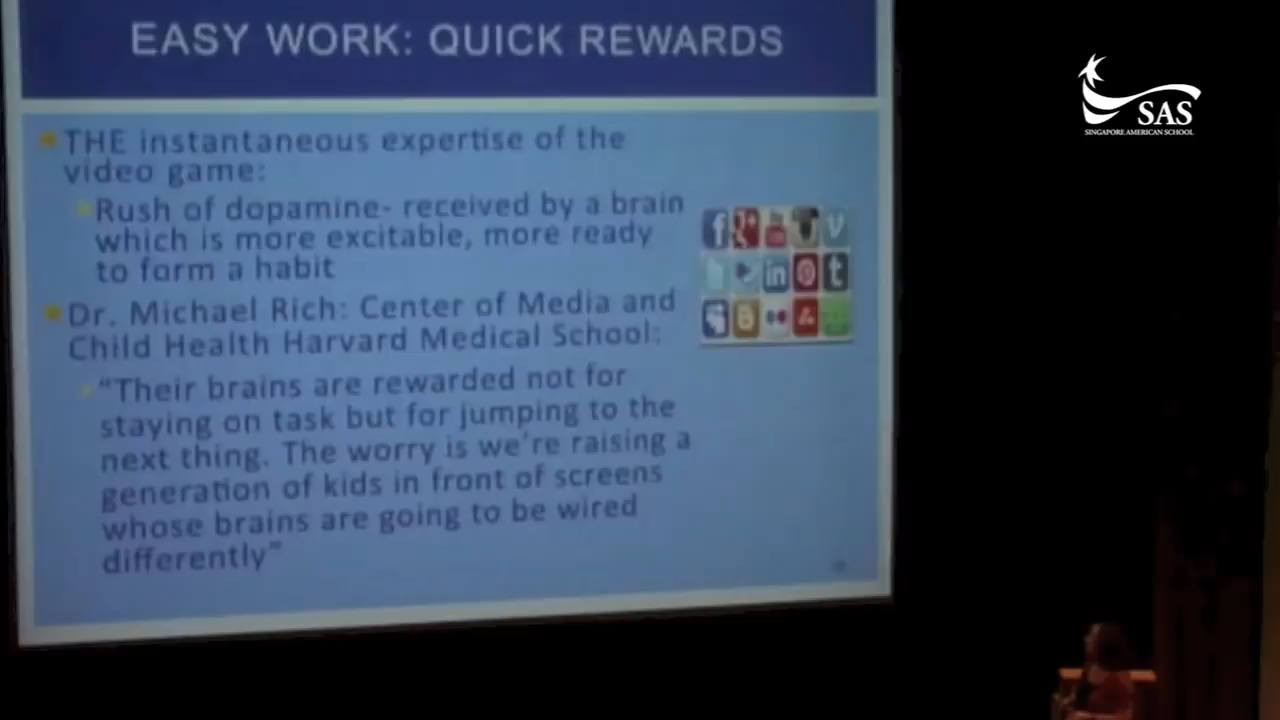 EASY WORK: QUICK REWARDS
THE instantaneous expertise of the
video game:
Rush of dopamine- received by a brain
which is more excitable, more ready
to form a habit
Dr. Michael Rich: Center of Media and
Child Health Harvard Medical School:
“Their brains are rewarded not for
staying on task but for jumping to the
next thing. The worry is we're raising a
generation of kids in front of screens
whose brains are going to be wired
differently”
SAS
SINGAPORE AMERICAN SCHOOL
f g+ V
in t
B